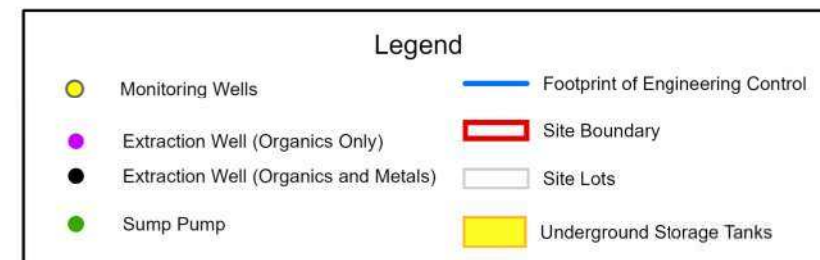 Legend
Monitoring Wells
Extraction Well (Organics Only)
Extraction Well (Organics and Metals)
Sump Pump
Footprint of Engineering Control
Site Boundary
Site Lots
Underground Storage Tanks